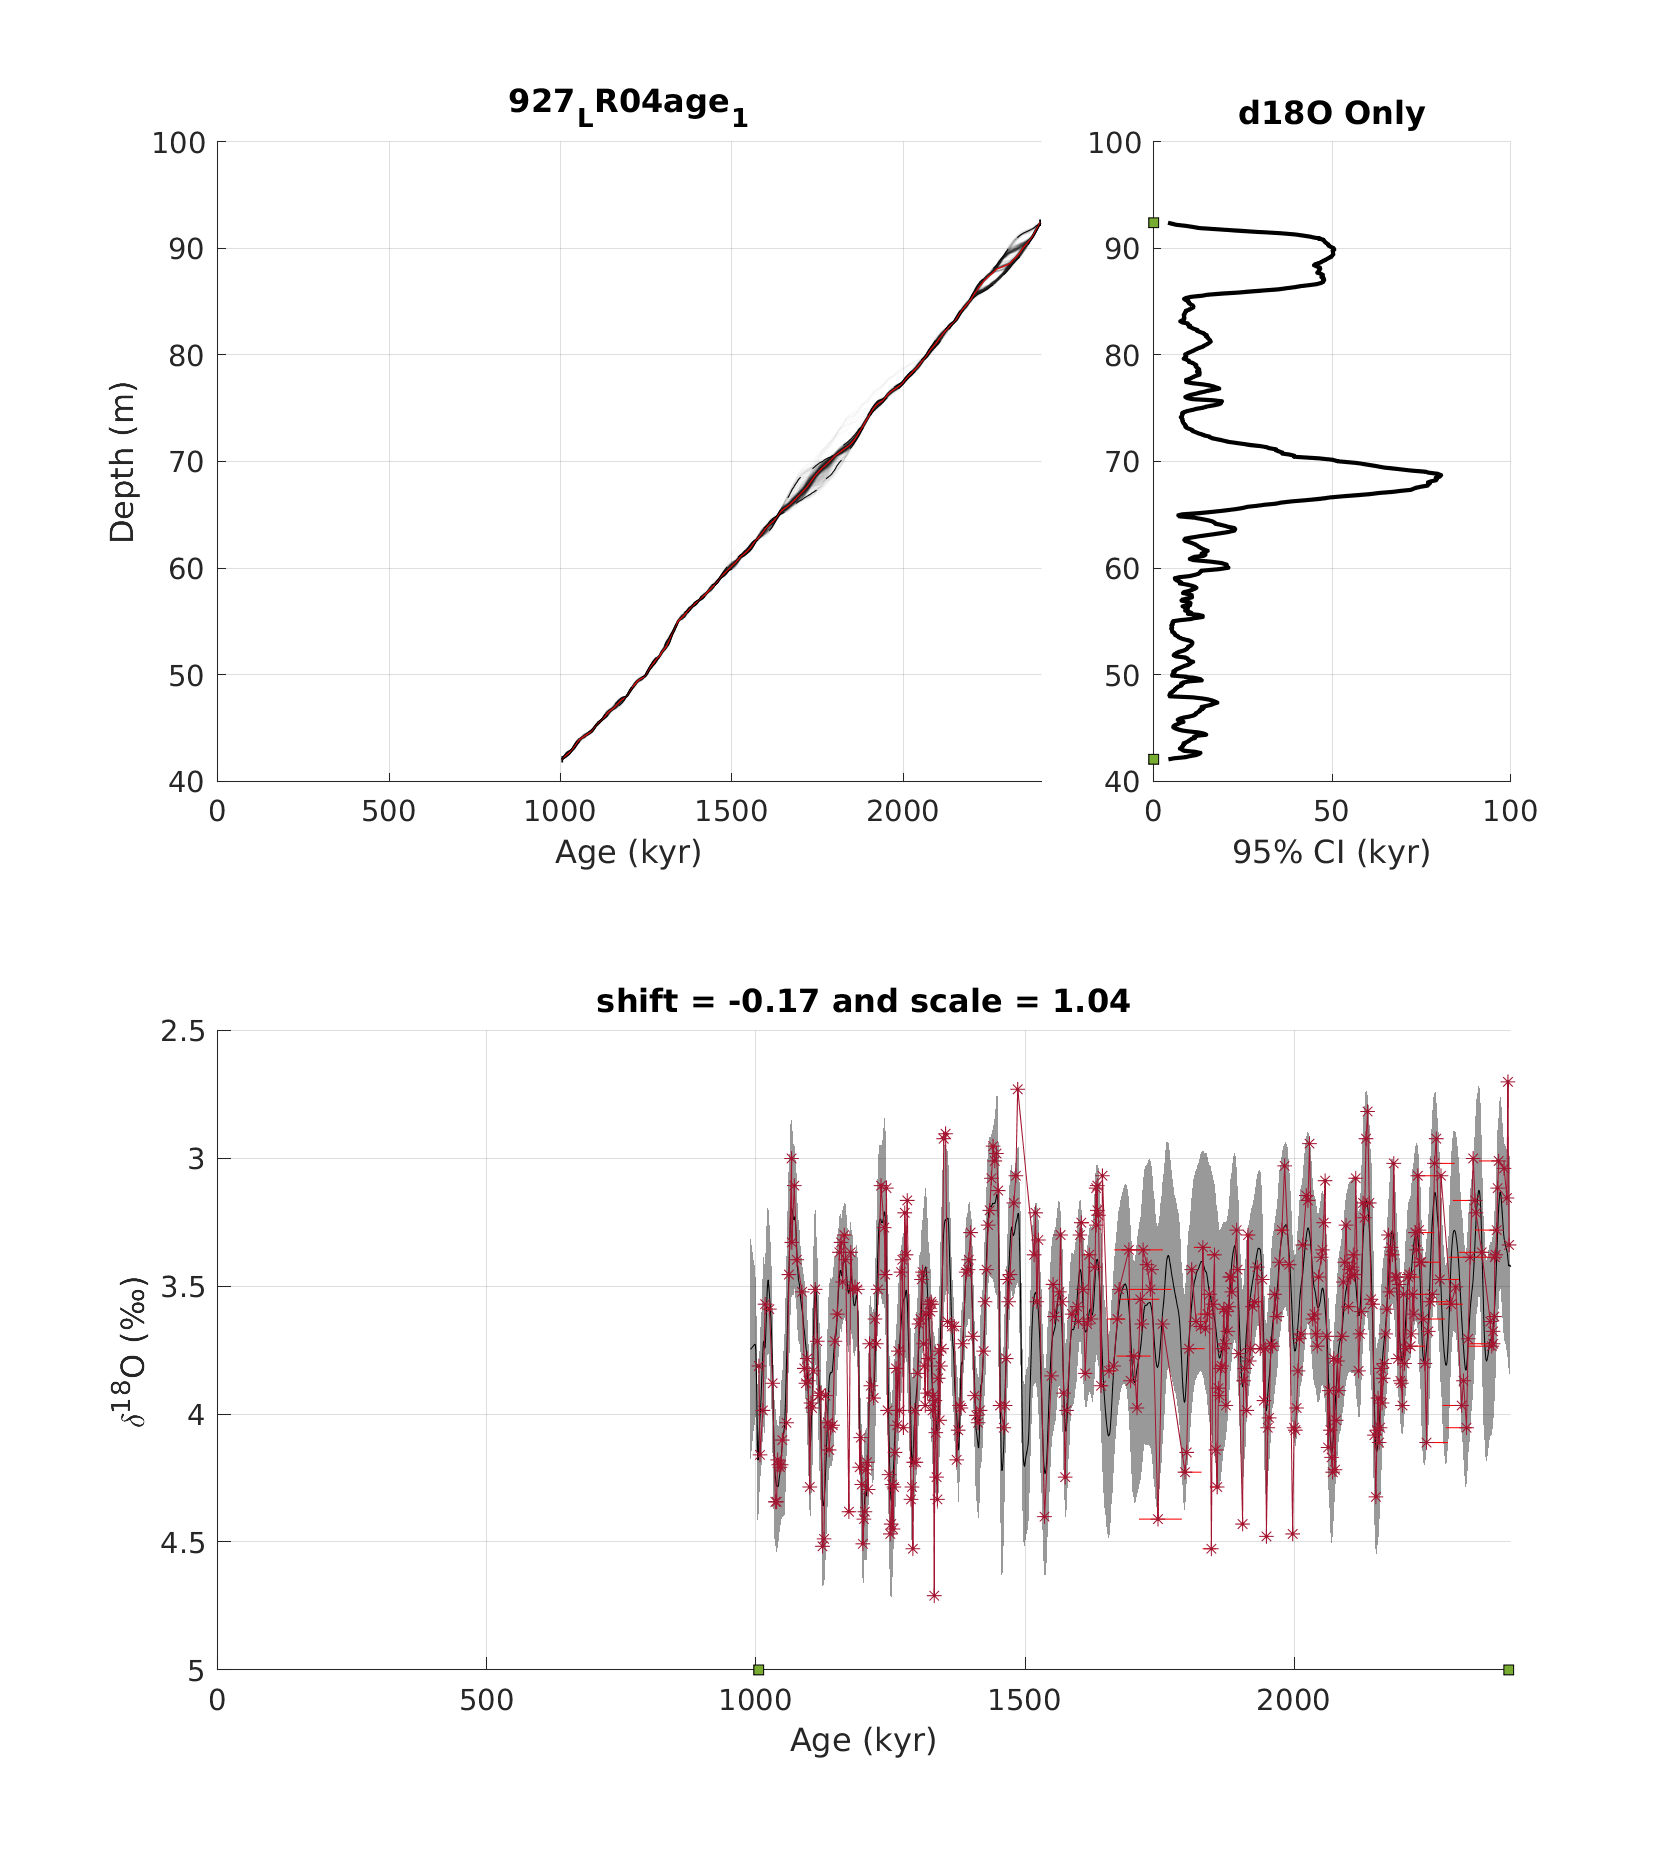 927LR04age1
d18O Only
100
90
80
70
60
50
40
Depth (m)
0 500 1000 1500 2000
Age (kyr)
100
90
80
70
60
50
40
0 50 100
95% CI (kyr)
shift = -0.17 and scale = 1.04
2.5
3
3.5
4
4.5
5
δ18O (‰)
0 500 1000 1500 2000
Age (kyr)